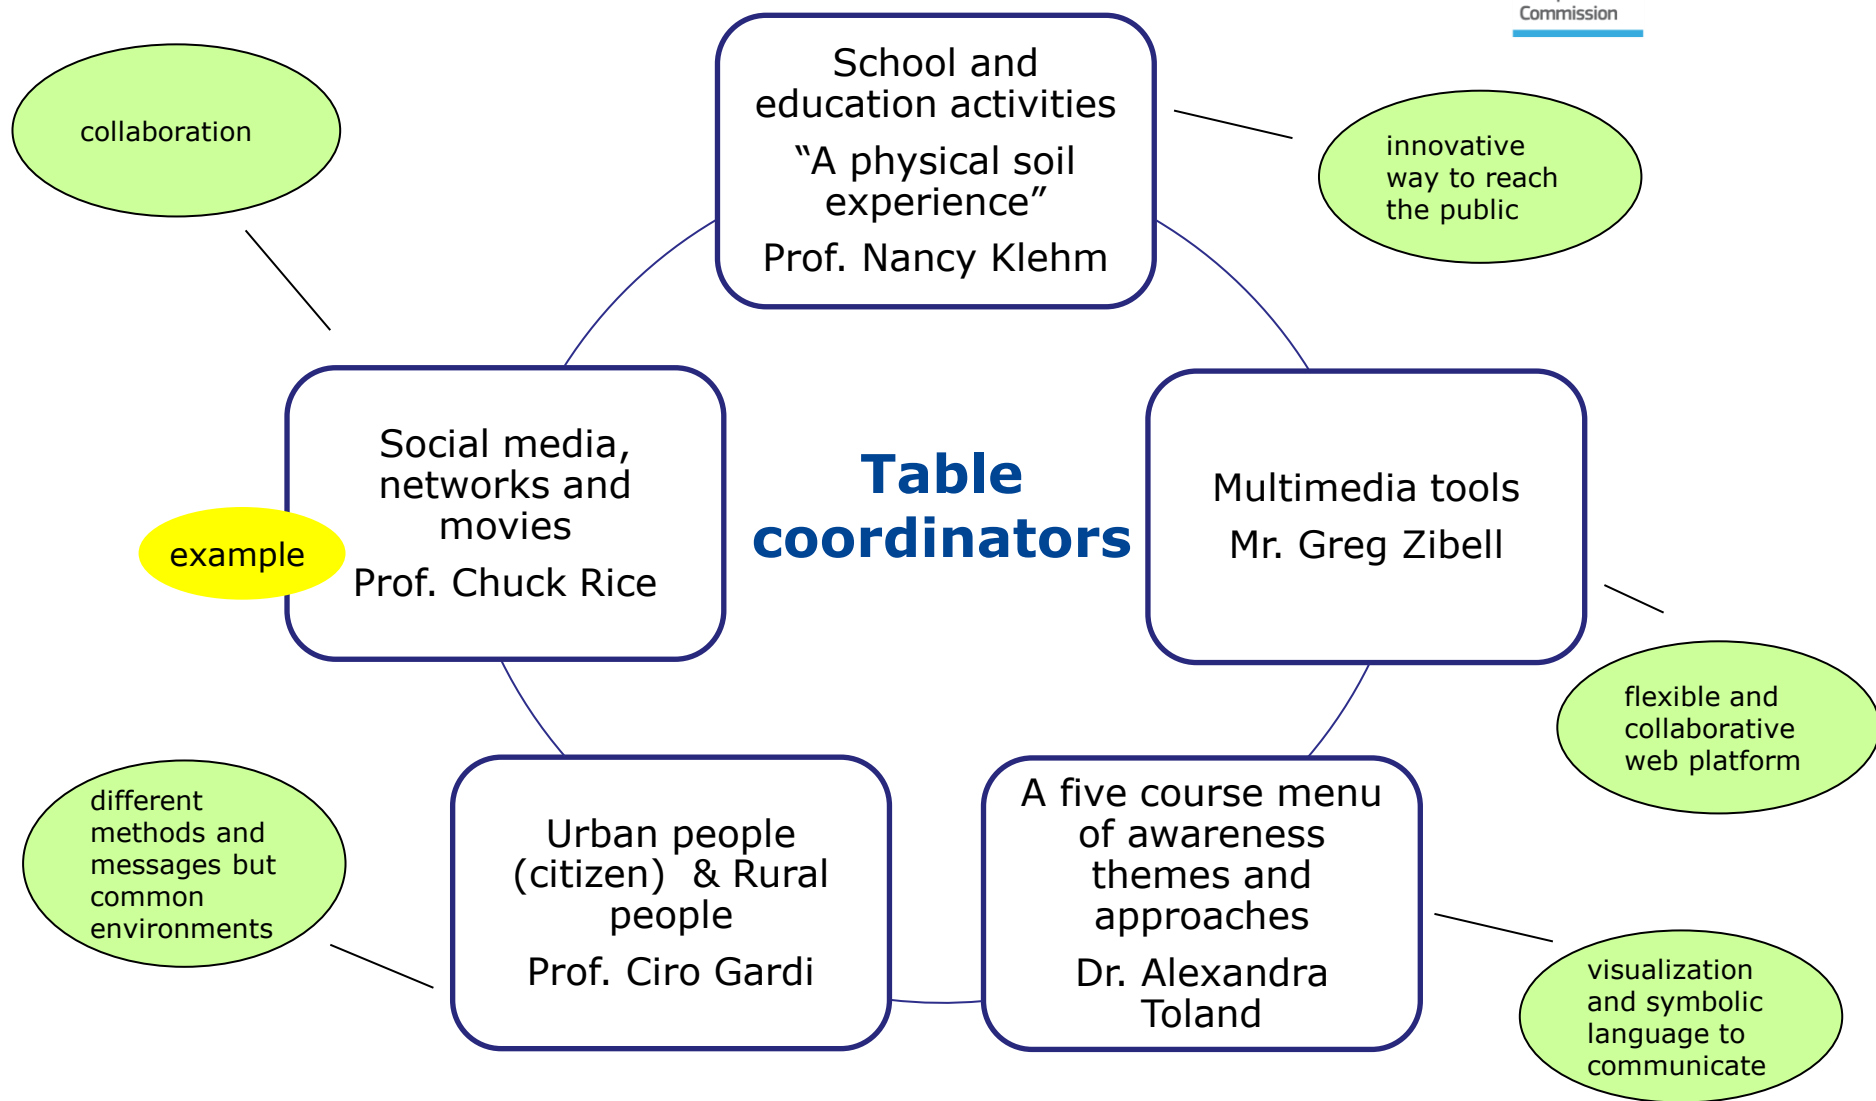 Commission
School and
education activities
“A physical soil
experience”
Prof. Nancy Klehm
collaboration
innovative
way to reach
the public
Social media,
networks and
movies
Prof. Chuck Rice
example
Table
coordinators
Multimedia tools
Mr. Greg Zibell
flexible and
collaborative
web platform
different
methods and
messages but
common
environments
Urban people
(citizen)  & Rural
people
Prof. Ciro Gardi
A five course menu
of awareness
themes and
approaches
Dr. Alexandra
Toland
visualization
and symbolic
language to
communicate